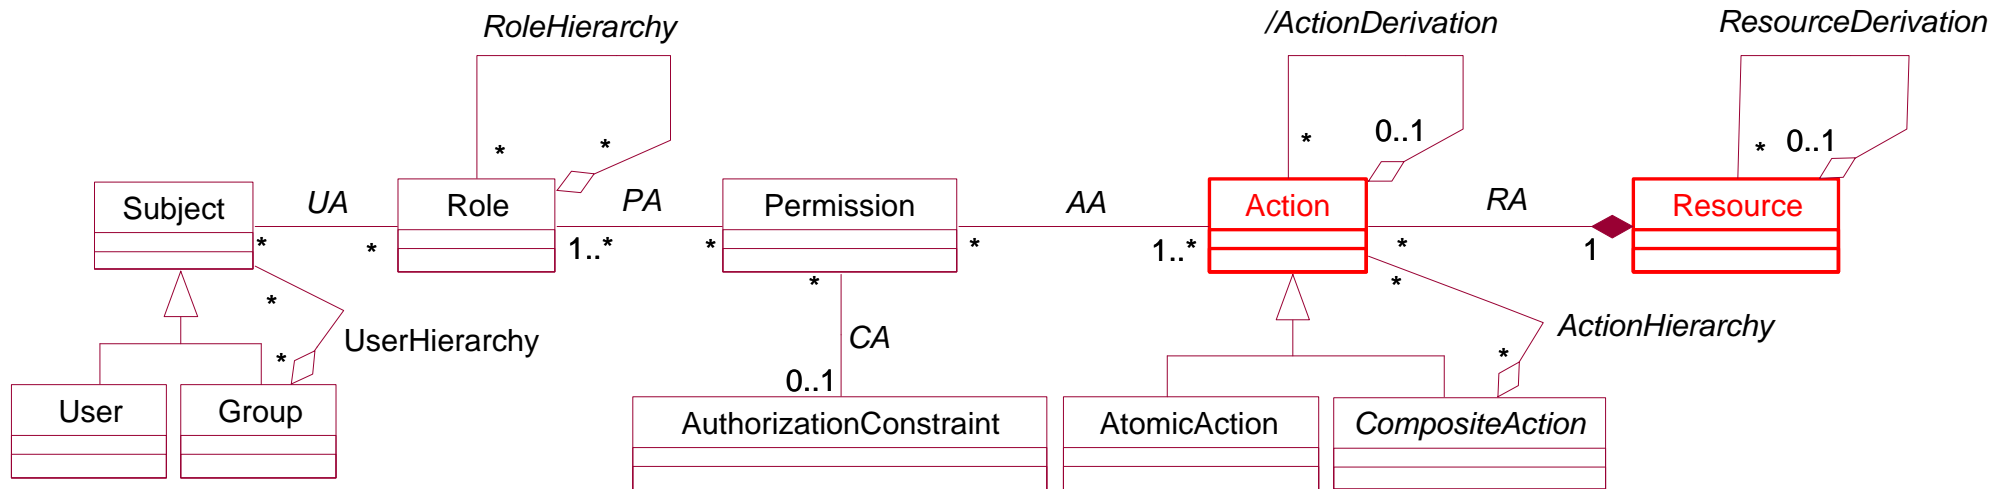 RoleHierarchy
/ActionDerivation
ResourceDerivation
* *
* 0..1
* 0..1
Subject UA Role PA Permission AA Action RA Resource
* * 1..* * * 1..* * 1
* * *
* UserHierarchy
CA
ActionHierarchy
*
0..1
User Group AuthorizationConstraint AtomicAction CompositeAction